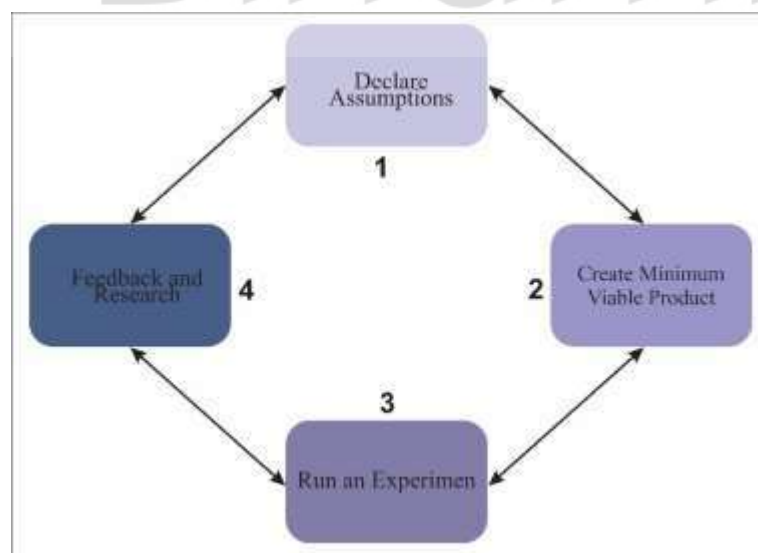 Declare
Assumptions
1
Feedback and
Research
4
2
Create Minimum
Viable Product
3
Run an Experimen